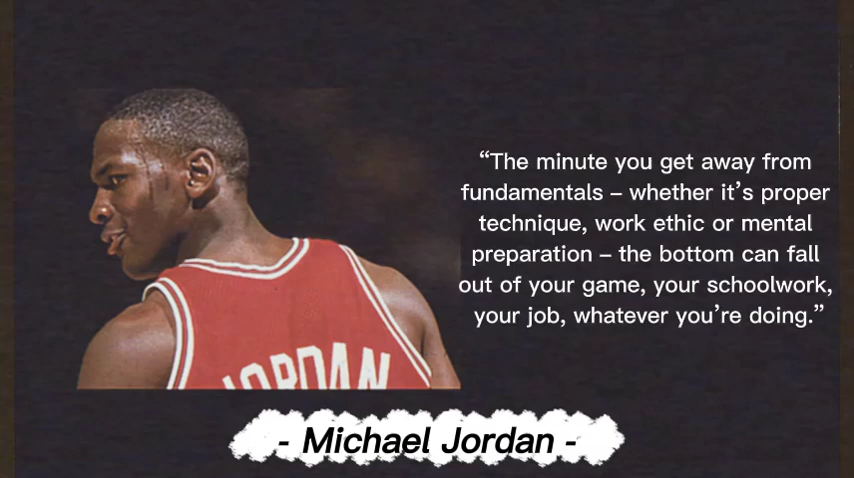 “The minute you get away from
fundamentals – whether it’s proper
technique, work ethic or mental
preparation – the bottom can fall
out of your game, your schoolwork,
your job, whatever you’re doing.”
JORDAN
- Michael Jordan -